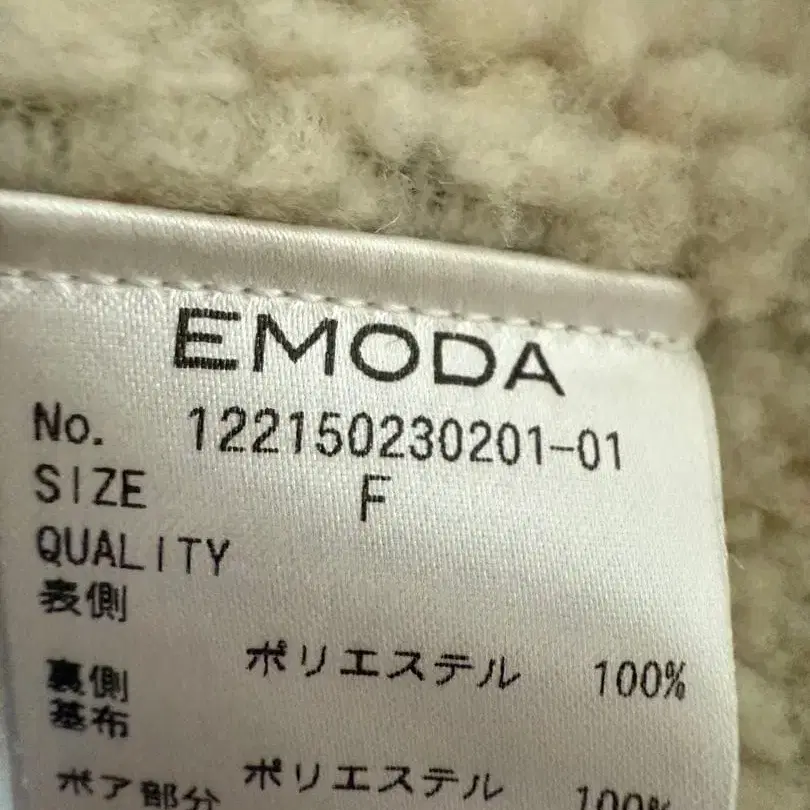 EMODA
No. 122150230201-01
SIZE F
QUALITY
表側
ポリエステル 100%
裏側
基布
ポリエステル 100%
ボア部分